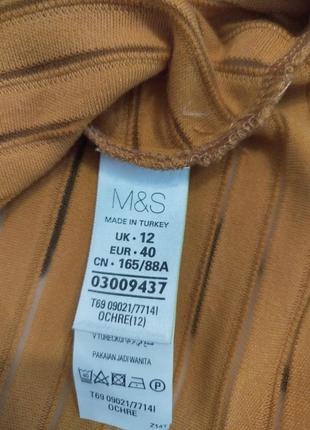 M&S
MADE IN TURKEY
UK • 12
EUR • 40
CN • 165/88A
03009437
T69 09021/7714I
OCHRE(12)
PAKAIAN JADI WANITA
T69 09021/7714I
OCHRE